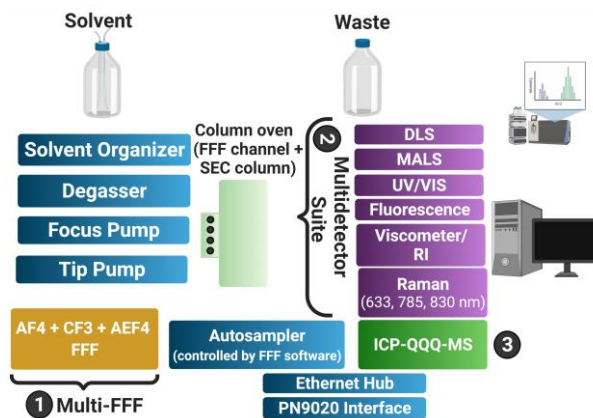 Solvent
Waste
Solvent Organizer
Degasser
Focus Pump
Tip Pump
Column oven
(FFF channel +
SEC column)
2
Multidetector
Suite
DLS
MALS
UV/VIS
Fluorescence
Viscometer/
RI
Raman
(633, 785, 830 nm)
AF4 + CF3 + AEF4
FFF
Autosampler
(controlled by FFF software)
ICP-QQQ-MS
3
1 Multi-FFF
Ethernet Hub
PN9020 Interface